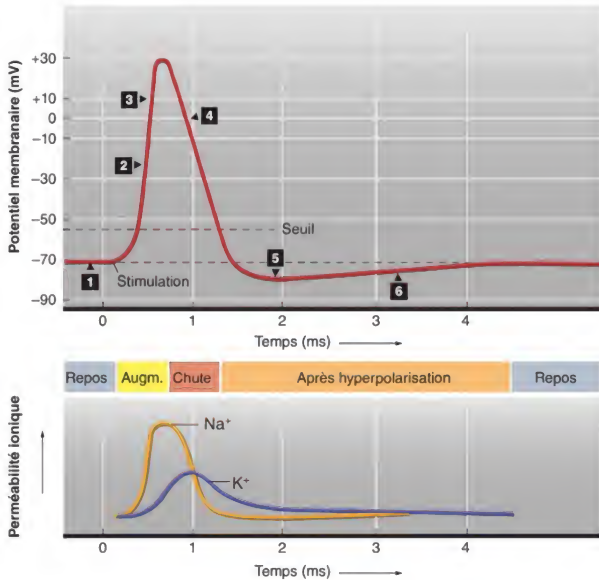 Potentiel membranaire (mV)
+30
+10
0
−10
−30
−50
−70
−90
3
4
2
Seuil
5
1
Stimulation
6
0
1
2
3
4
Temps (ms)
Repos
Augm.
Chute
Après hyperpolarisation
Repos
Perméabilité ionique
Na⁺
K⁺
0
1
2
3
4
Temps (ms)